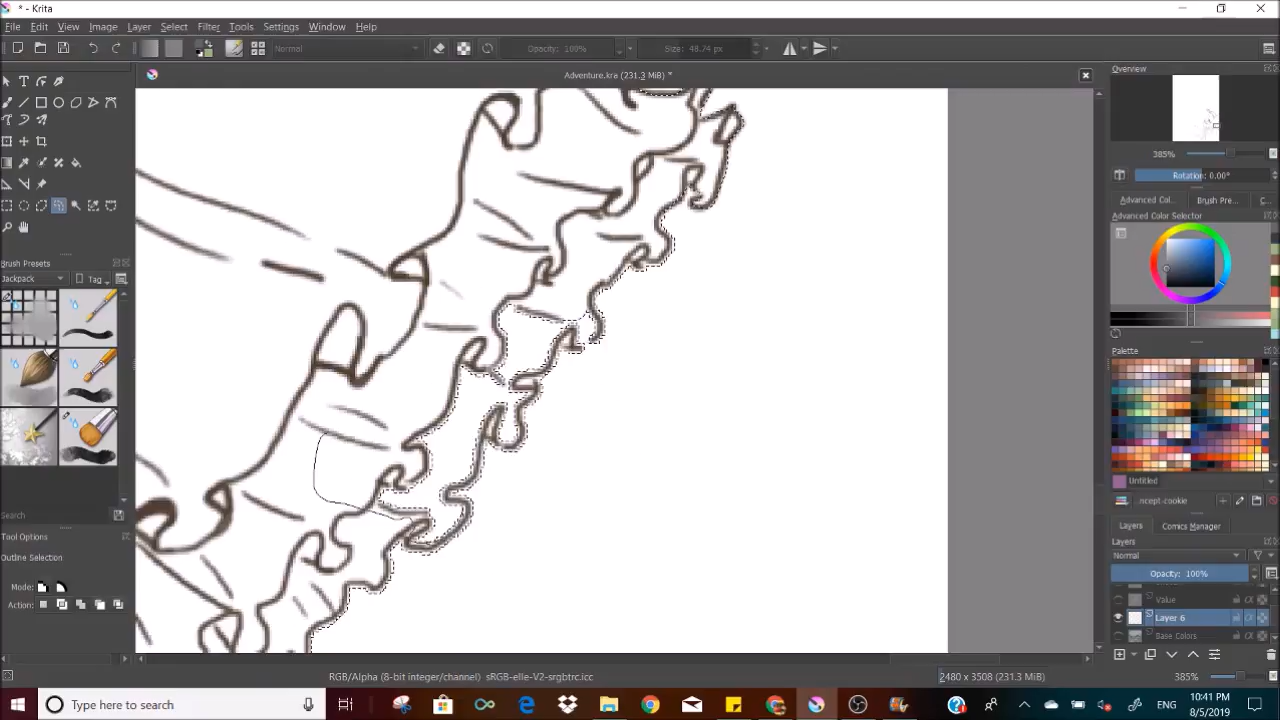 * - Krita
File Edit View Image Layer Select Filter Tools Settings Window Help
Normal
Opacity: 100%
Size: 48.74 px
Adventure.kra (231.3 MiB) *
Overview
385%
Rotation: 0.00°
Advanced Col... Brush Pre... C...
Advanced Color Selector
Brush Presets
Jackpack
Tag
Palette
Search
Untitled
ncept-cookie
Tool Options
Outline Selection
Layers Comics Manager
Layers
Normal
Mode:
Opacity: 100%
Action:
Value
Layer 6
Base Colors
RGB/Alpha (8-bit integer/channel) sRGB-elle-V2-srgbtrc.icc
2480 x 3508 (231.3 MiB)
385%
Type here to search
ENG
10:41 PM
8/5/2019